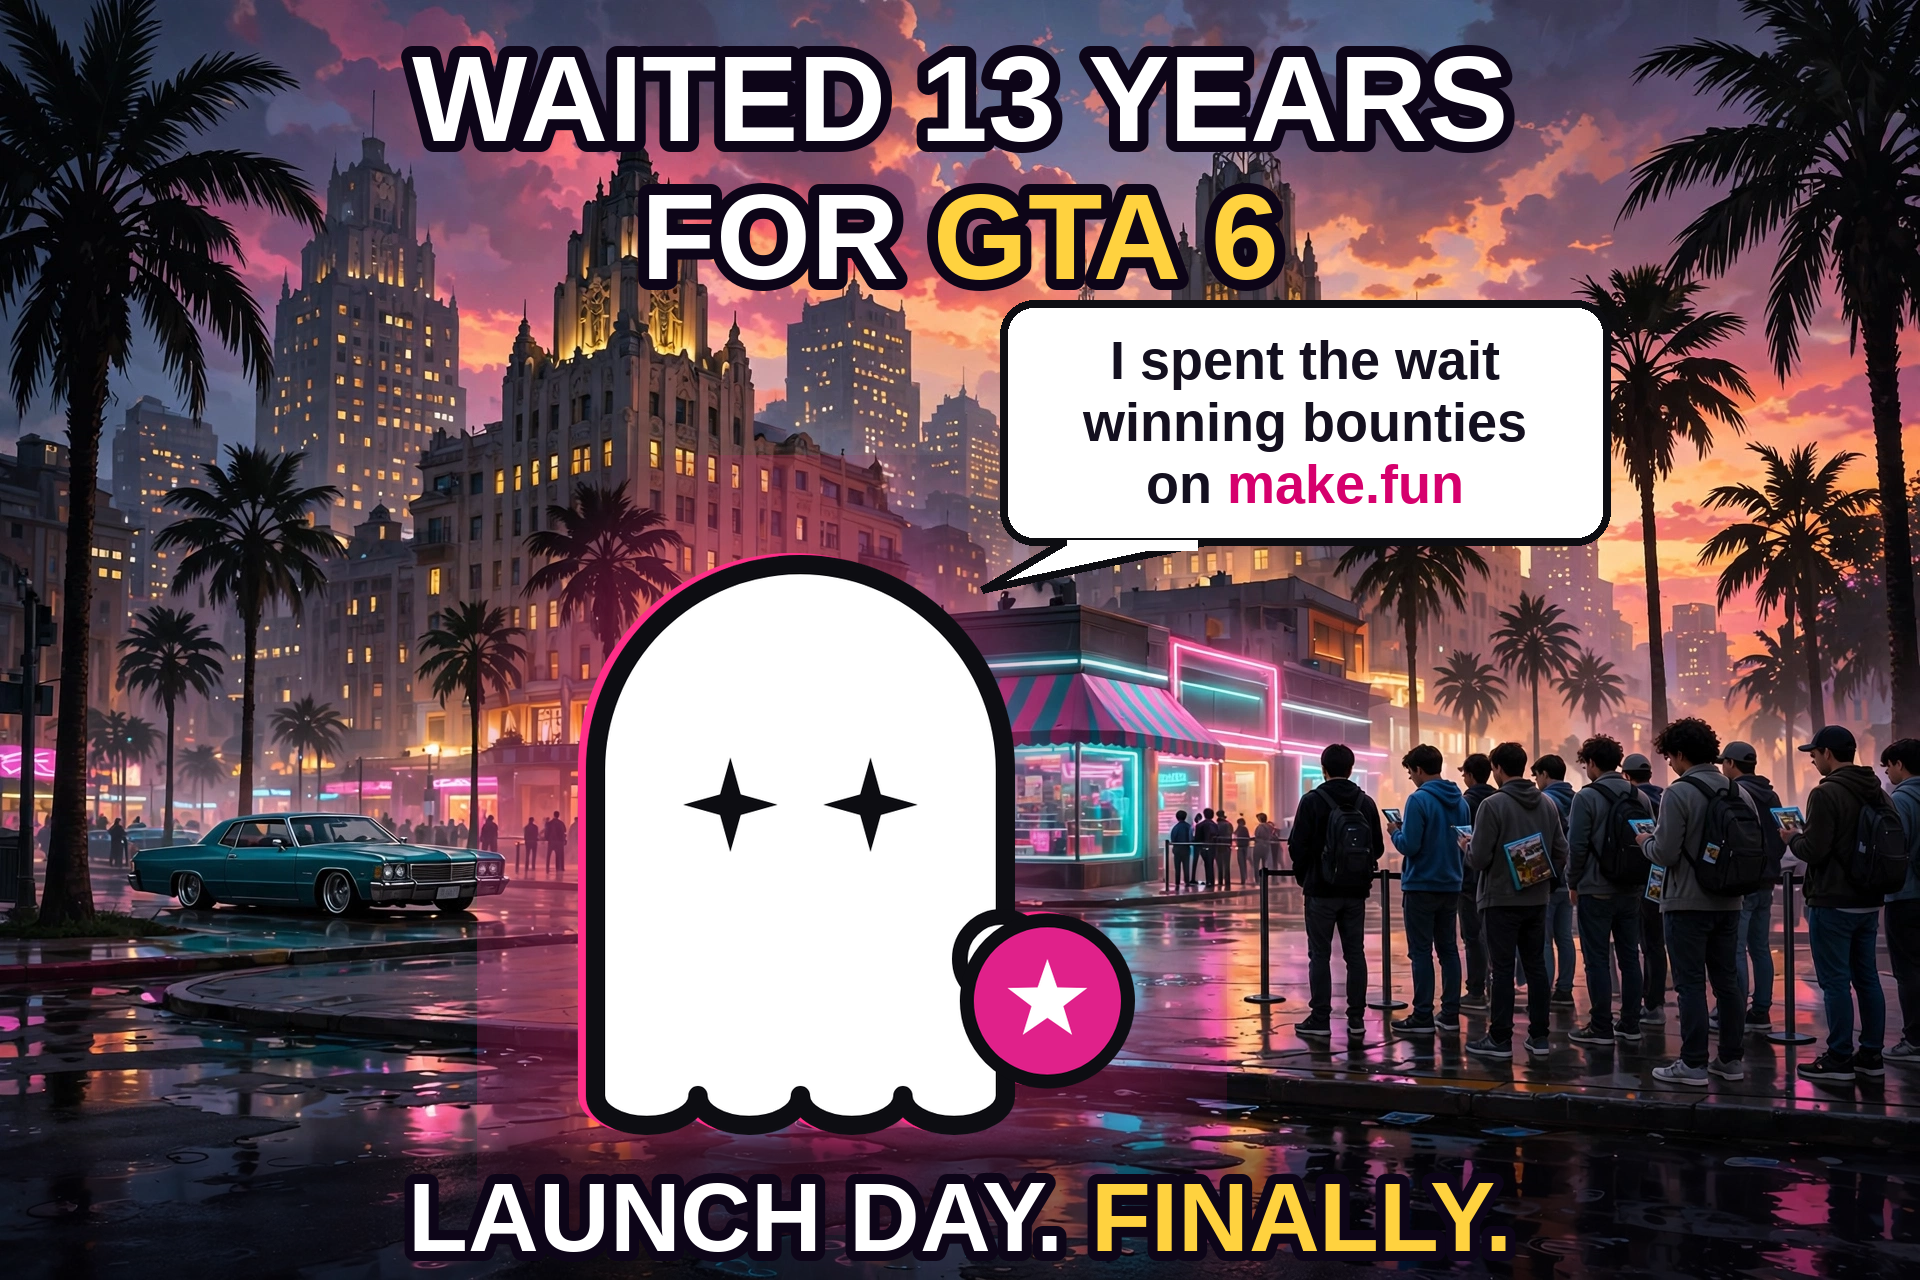 WAITED 13 YEARS
FOR GTA 6
I spent the wait
winning bounties
on make.fun
LAUNCH DAY. FINALLY.